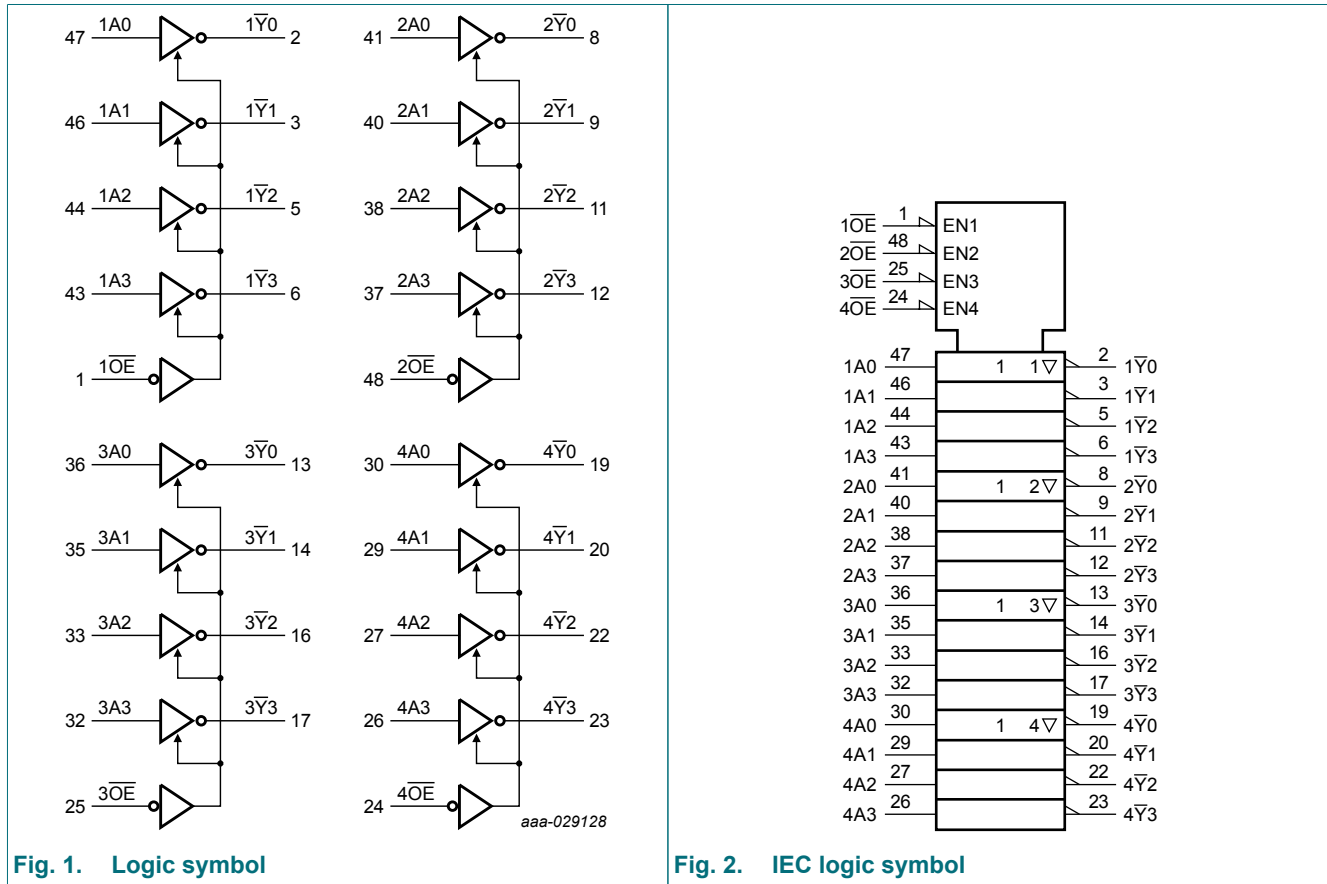 47 1A0 1Y̅0 2
46 1A1 1Y̅1 3
44 1A2 1Y̅2 5
43 1A3 1Y̅3 6
1 1O̅E̅
41 2A0 2Y̅0 8
40 2A1 2Y̅1 9
38 2A2 2Y̅2 11
37 2A3 2Y̅3 12
48 2O̅E̅
36 3A0 3Y̅0 13
35 3A1 3Y̅1 14
33 3A2 3Y̅2 16
32 3A3 3Y̅3 17
25 3O̅E̅
30 4A0 4Y̅0 19
29 4A1 4Y̅1 20
27 4A2 4Y̅2 22
26 4A3 4Y̅3 23
24 4O̅E̅
aaa-029128
Fig. 1. Logic symbol
1O̅E̅ 1 EN1
2O̅E̅ 48 EN2
3O̅E̅ 25 EN3
4O̅E̅ 24 EN4
1A0 47 1 1▽ 2 1Y̅0
1A1 46 3 1Y̅1
1A2 44 5 1Y̅2
1A3 43 6 1Y̅3
2A0 41 1 2▽ 8 2Y̅0
2A1 40 9 2Y̅1
2A2 38 11 2Y̅2
2A3 37 12 2Y̅3
3A0 36 1 3▽ 13 3Y̅0
3A1 35 14 3Y̅1
3A2 33 16 3Y̅2
3A3 32 17 3Y̅3
4A0 30 1 4▽ 19 4Y̅0
4A1 29 20 4Y̅1
4A2 27 22 4Y̅2
4A3 26 23 4Y̅3
Fig. 2. IEC logic symbol